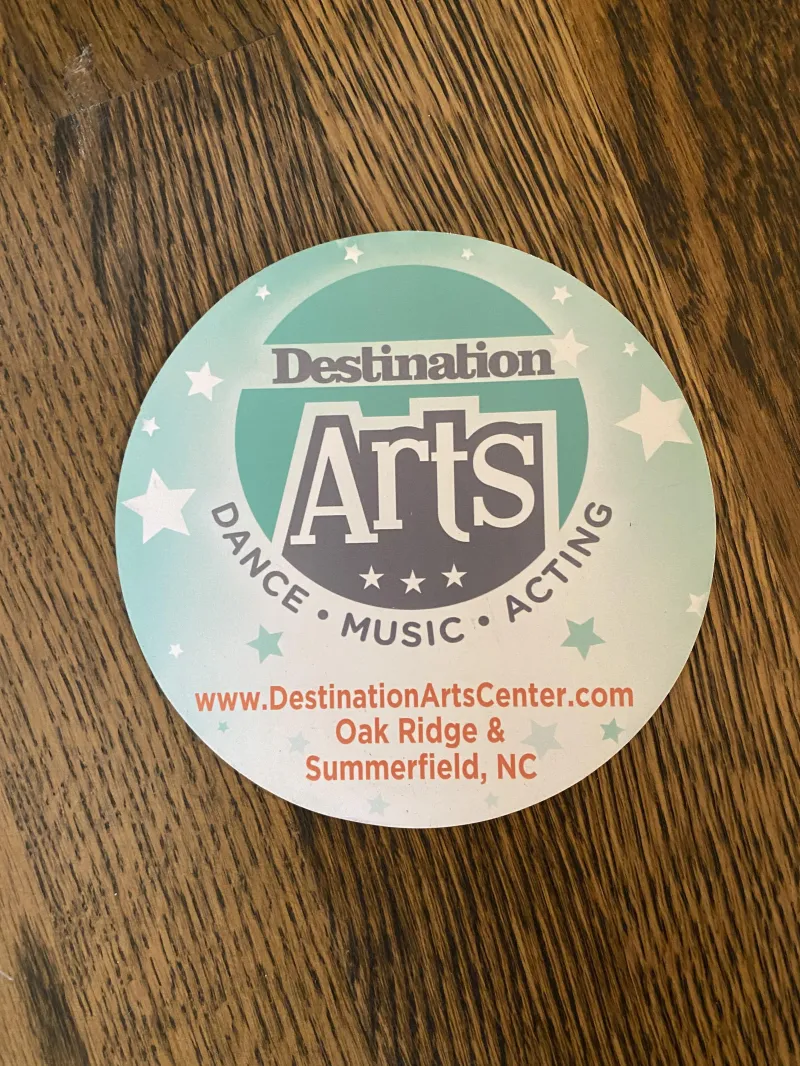 Destination
Arts
DANCE • MUSIC • ACTING
www.DestinationArtsCenter.com
Oak Ridge &
Summerfield, NC